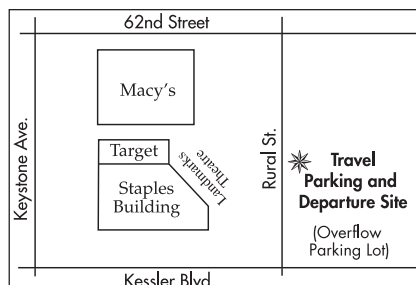 62nd Street
Keystone Ave.
Macy's
Target
Staples
Building
Landmarks
Theatre
Rural St.
Travel
Parking and
Departure Site
(Overflow
Parking Lot)
Kessler Blvd